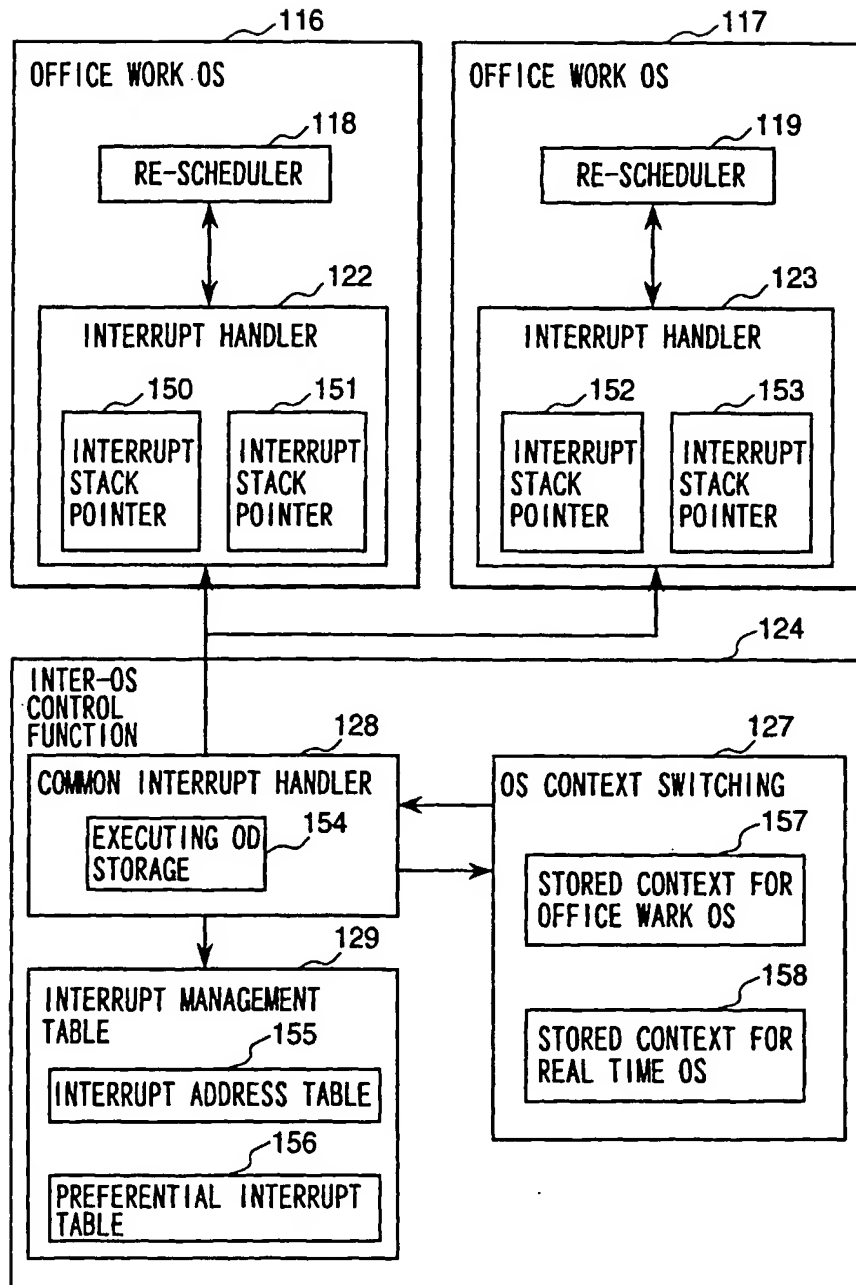 116
OFFICE WORK OS
118
RE-SCHEDULER
122
INTERRUPT HANDLER
150
INTERRUPT
STACK
POINTER
151
INTERRUPT
STACK
POINTER
117
OFFICE WORK OS
119
RE-SCHEDULER
123
INTERRUPT HANDLER
152
INTERRUPT
STACK
POINTER
153
INTERRUPT
STACK
POINTER
124
INTER-OS
CONTROL
FUNCTION
128
COMMON INTERRUPT HANDLER
154
EXECUTING OD
STORAGE
129
INTERRUPT MANAGEMENT
TABLE
155
INTERRUPT ADDRESS TABLE
156
PREFERENTIAL INTERRUPT
TABLE
127
OS CONTEXT SWITCHING
157
STORED CONTEXT FOR
OFFICE WARK OS
158
STORED CONTEXT FOR
REAL TIME OS